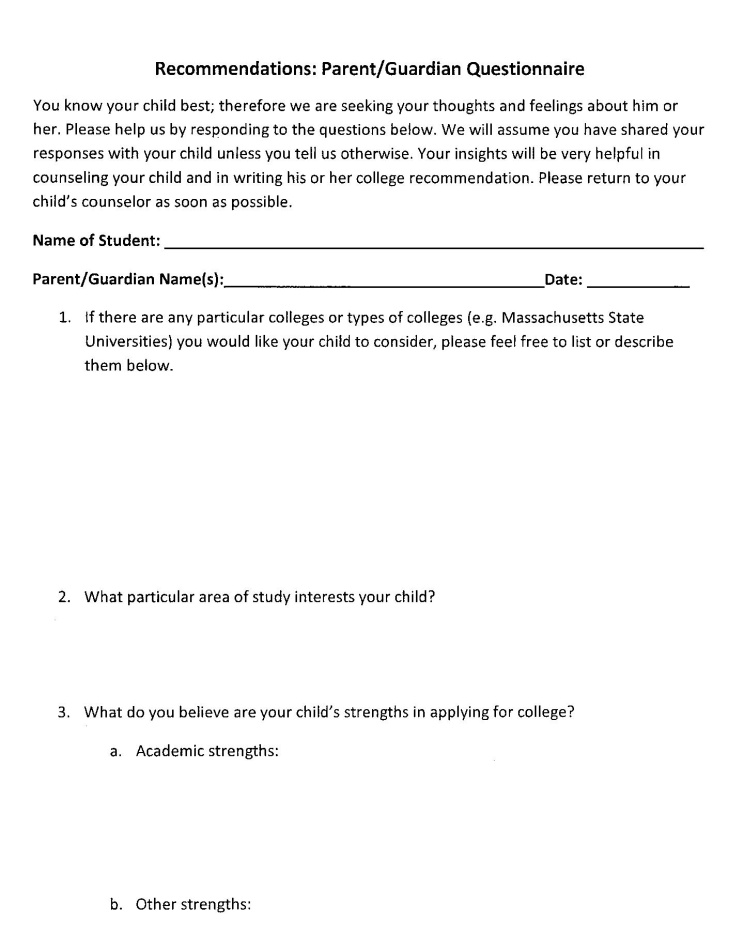 Recommendations: Parent/Guardian Questionnaire
You know your child best; therefore we are seeking your thoughts and feelings about him or
her. Please help us by responding to the questions below. We will assume you have shared your
responses with your child unless you tell us otherwise. Your insights will be very helpful in
counseling your child and in writing his or her college recommendation. Please return to your
child's counselor as soon as possible.
Name of Student:
Parent/Guardian Name(s): Date:
1. If there are any particular colleges or types of colleges (e.g. Massachusetts State
Universities) you would like your child to consider, please feel free to list or describe
them below.
2. What particular area of study interests your child?
3. What do you believe are your child's strengths in applying for college?
a. Academic strengths:
b. Other strengths: